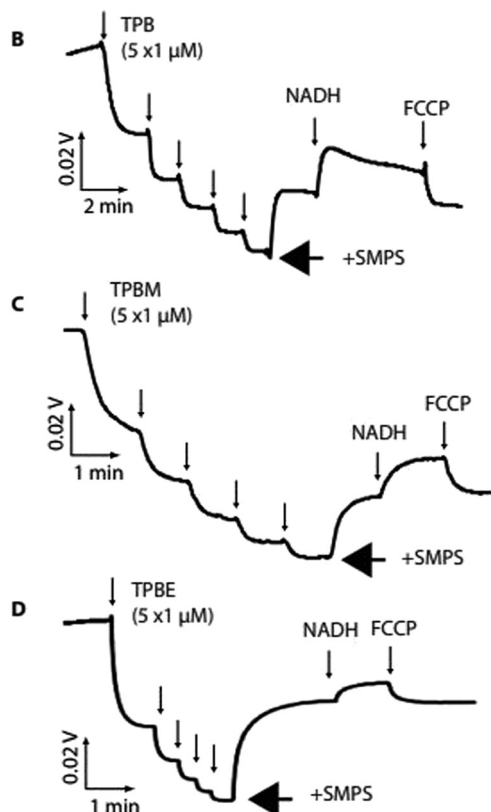 B
TPB
(5 x1 µM)
NADH
FCCP
0.02 V
2 min
+SMPS
C
TPBM
(5 x1 µM)
FCCP
NADH
0.02 V
1 min
+SMPS
D
TPBE
(5 x1 µM)
NADH FCCP
0.02 V
1 min
+SMPS